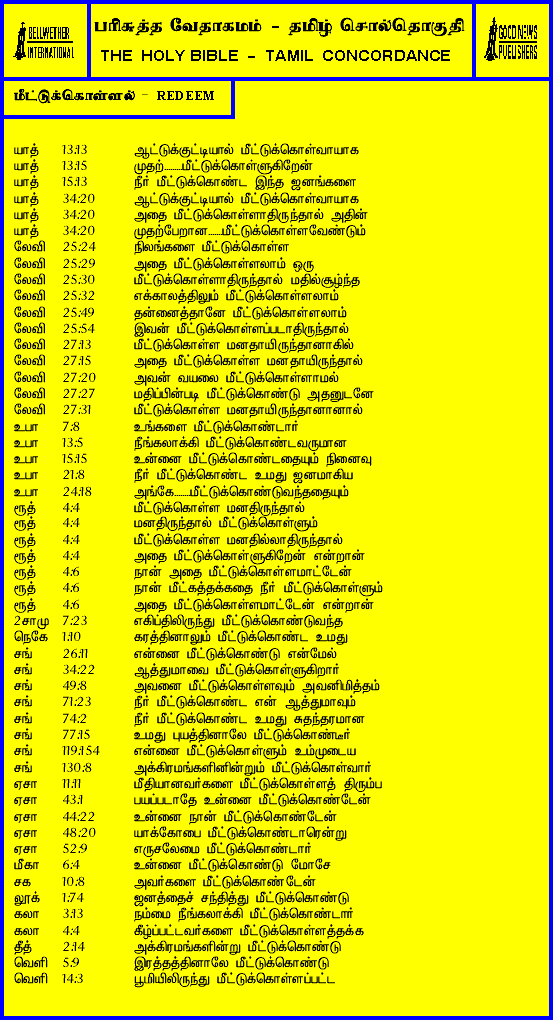 BELLWETHER
INTERNATIONAL
பரிசுத்த வேதாகமம் - தமிழ் சொல்தொகுதி
THE HOLY BIBLE - TAMIL CONCORDANCE
GOOD NEWS
PUBLISHERS
மீட்டுக்கொள்ளல் - REDEEM
யாத் 13:13 ஆட்டுக்குட்டியால் மீட்டுக்கொள்வாயாக
யாத் 13:15 முதற்.........மீட்டுக்கொள்ளுகிறேன்
யாத் 15:13 நீர் மீட்டுக்கொண்ட இந்த ஜனங்களை
யாத் 34:20 ஆட்டுக்குட்டியால் மீட்டுக்கொள்வாயாக
யாத் 34:20 அதை மீட்டுக்கொள்ளாதிருந்தால் அதின்
யாத் 34:20 முதற்பேறான......மீட்டுக்கொள்ளவேண்டும்
லேவி 25:24 நிலங்களை மீட்டுக்கொள்ள
லேவி 25:29 அதை மீட்டுக்கொள்ளலாம் ஒரு
லேவி 25:30 மீட்டுக்கொள்ளாதிருந்தால் மதில்சூழ்ந்த
லேவி 25:32 எக்காலத்திலும் மீட்டுக்கொள்ளலாம்
லேவி 25:49 தன்னைத்தானே மீட்டுக்கொள்ளலாம்
லேவி 25:54 இவன் மீட்டுக்கொள்ளப்படாதிருந்தால்
லேவி 27:13 மீட்டுக்கொள்ள மனதாயிருந்தானாகில்
லேவி 27:15 அதை மீட்டுக்கொள்ள மனதாயிருந்தால்
லேவி 27:20 அவன் வயலை மீட்டுக்கொள்ளாமல்
லேவி 27:27 மதிப்பின்படி மீட்டுக்கொண்டு அதனுடனே
லேவி 27:31 மீட்டுக்கொள்ள மனதாயிருந்தானானால்
உபா 7:8 உங்களை மீட்டுக்கொண்டார்
உபா 13:5 நீங்கலாக்கி மீட்டுக்கொண்டவருமான
உபா 15:15 உன்னை மீட்டுக்கொண்டதையும் நினைவு
உபா 21:8 நீர் மீட்டுக்கொண்ட உமது ஜனமாகிய
உபா 24:18 அங்கே........மீட்டுக்கொண்டுவந்ததையும்
ரூத் 4:4 மீட்டுக்கொள்ள மனதிருந்தால்
ரூத் 4:4 மனதிருந்தால் மீட்டுக்கொள்ளும்
ரூத் 4:4 மீட்டுக்கொள்ள மனதில்லாதிருந்தால்
ரூத் 4:4 அதை மீட்டுக்கொள்ளுகிறேன் என்றான்
ரூத் 4:6 நான் அதை மீட்டுக்கொள்ளமாட்டேன்
ரூத் 4:6 நான் மீட்கத்தக்கதை நீர் மீட்டுக்கொள்ளும்
ரூத் 4:6 அதை மீட்டுக்கொள்ளமாட்டேன் என்றான்
2சாமு 7:23 எகிப்திலிருந்து மீட்டுக்கொண்டுவந்த
நெகே 1:10 கரத்தினாலும் மீட்டுக்கொண்ட உமது
சங் 26:11 என்னை மீட்டுக்கொண்டு என்மேல்
சங் 34:22 ஆத்துமாவை மீட்டுக்கொள்ளுகிறார்
சங் 49:8 அவனை மீட்டுக்கொள்ளவும் அவனிமித்தம்
சங் 71:23 நீர் மீட்டுக்கொண்ட என் ஆத்துமாவும்
சங் 74:2 நீர் மீட்டுக்கொண்ட உமது சுதந்தரமான
சங் 77:15 உமது புயத்தினாலே மீட்டுக்கொண்டீர்
சங் 119:154 என்னை மீட்டுக்கொள்ளும் உம்முடைய
சங் 130:8 அக்கிரமங்களினின்றும் மீட்டுக்கொள்வார்
ஏசா 11:11 மீதியானவர்களை மீட்டுக்கொள்ளத் திரும்ப
ஏசா 43:1 பயப்படாதே உன்னை மீட்டுக்கொண்டேன்
ஏசா 44:22 உன்னை நான் மீட்டுக்கொண்டேன்
ஏசா 48:20 யாக்கோபை மீட்டுக்கொண்டாரென்று
ஏசா 52:9 எருசலேமை மீட்டுக்கொண்டார்
மீகா 6:4 உன்னை மீட்டுக்கொண்டு மோசே
சக 10:8 அவர்களை மீட்டுக்கொண்டேன்
லூக் 1:74 ஜனத்தைச் சந்தித்து மீட்டுக்கொண்டு
கலா 3:13 நம்மை நீங்கலாக்கி மீட்டுக்கொண்டார்
கலா 4:4 கீழ்ப்பட்டவர்களை மீட்டுக்கொள்ளத்தக்க
தீத் 2:14 அக்கிரமங்களின்று மீட்டுக்கொண்டு
வெளி 5:9 இரத்தத்தினாலே மீட்டுக்கொண்டு
வெளி 14:3 பூமியிலிருந்து மீட்டுக்கொள்ளப்பட்ட